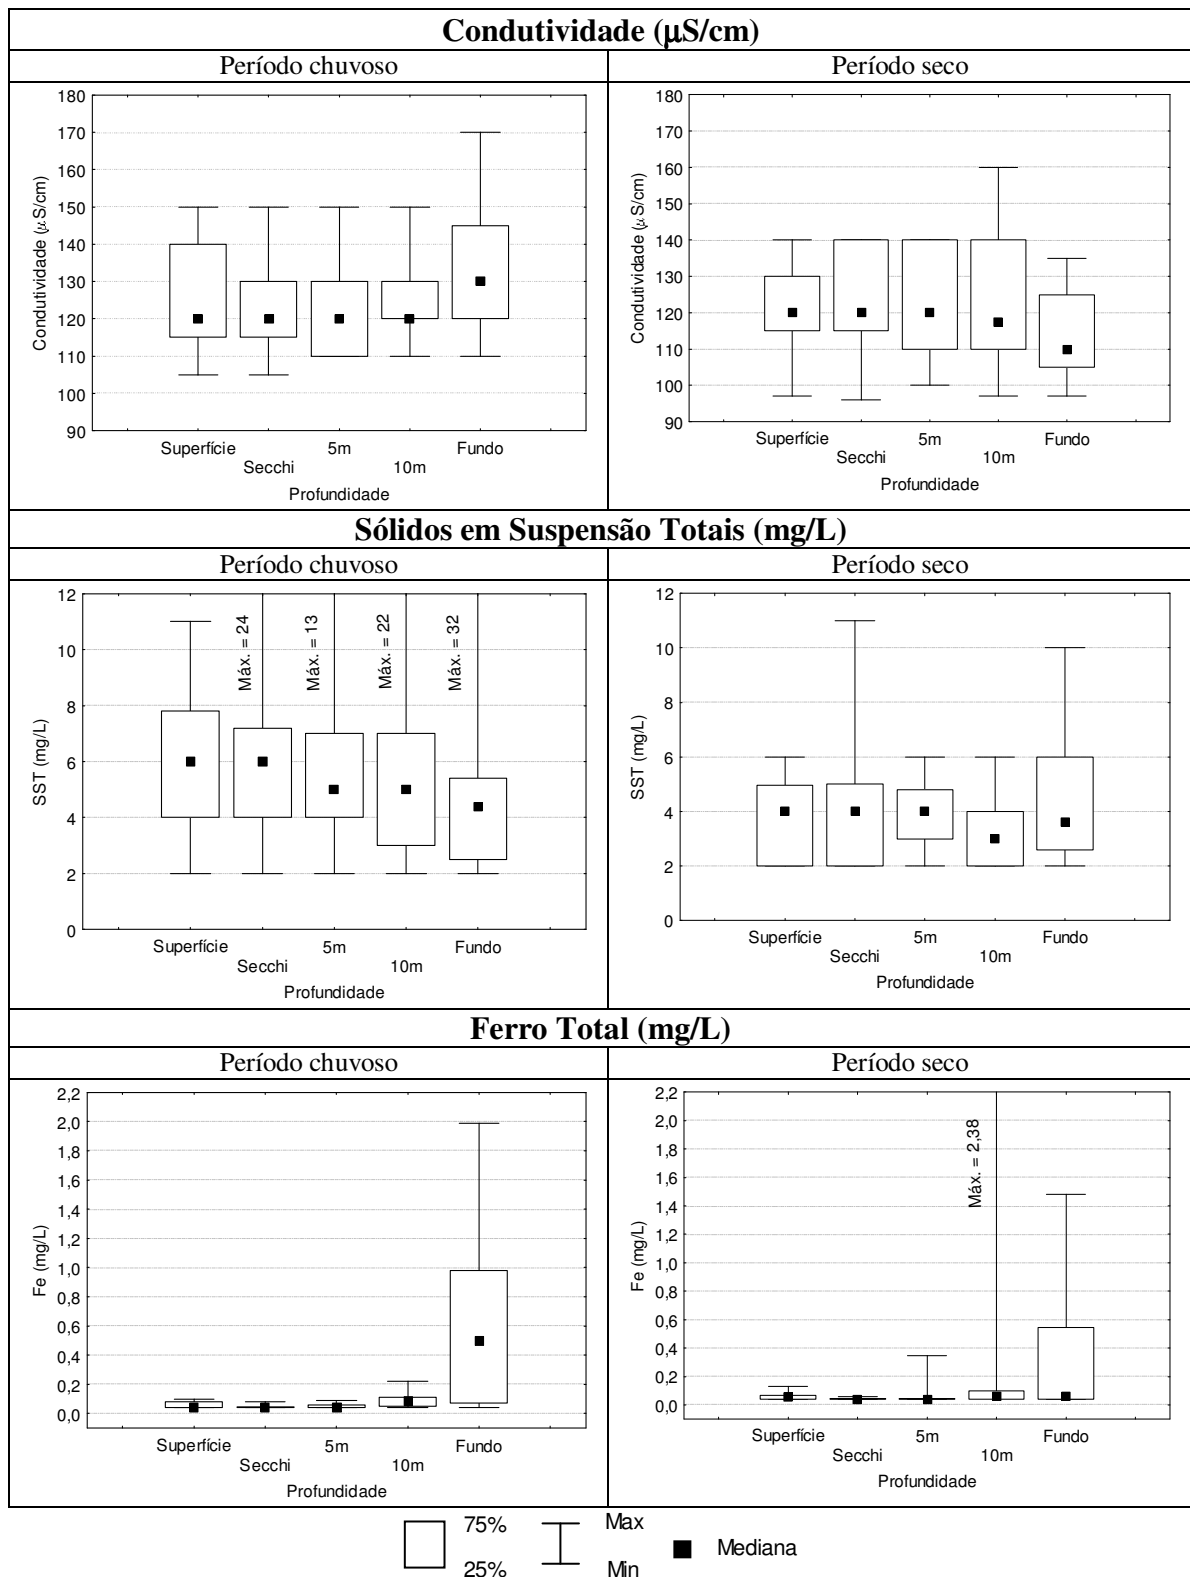 Condutividade (μS/cm)
Período chuvoso
Período seco
180
170
160
150
140
130
120
110
100
90
Condutividade (μS/cm)
Superfície
Secchi
5m
10m
Fundo
Profundidade
180
170
160
150
140
130
120
110
100
90
Condutividade (μS/cm)
Superfície
Secchi
5m
10m
Fundo
Profundidade
Sólidos em Suspensão Totais (mg/L)
Período chuvoso
Período seco
12
10
8
6
4
2
0
SST (mg/L)
Máx. = 24
Máx. = 13
Máx. = 22
Máx. = 32
Superfície
Secchi
5m
10m
Fundo
Profundidade
12
10
8
6
4
2
0
SST (mg/L)
Superfície
Secchi
5m
10m
Fundo
Profundidade
Ferro Total (mg/L)
Período chuvoso
Período seco
2,2
2,0
1,8
1,6
1,4
1,2
1,0
0,8
0,6
0,4
0,2
0,0
Fe (mg/L)
Superfície
Secchi
5m
10m
Fundo
Profundidade
2,2
2,0
1,8
1,6
1,4
1,2
1,0
0,8
0,6
0,4
0,2
0,0
Fe (mg/L)
Máx. = 2,38
Superfície
Secchi
5m
10m
Fundo
Profundidade
75%
25%
Max
Min
Mediana